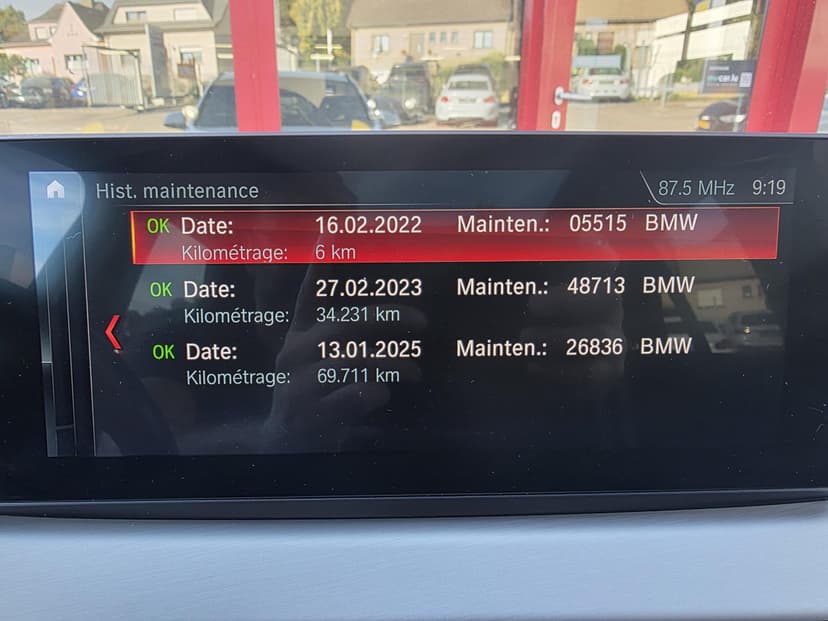 Hist. maintenance 87.5 MHz 9:19
OK Date: 16.02.2022 Mainten.: 05515 BMW
Kilométrage: 6 km
OK Date: 27.02.2023 Mainten.: 48713 BMW
Kilométrage: 34.231 km
OK Date: 13.01.2025 Mainten.: 26836 BMW
Kilométrage: 69.711 km